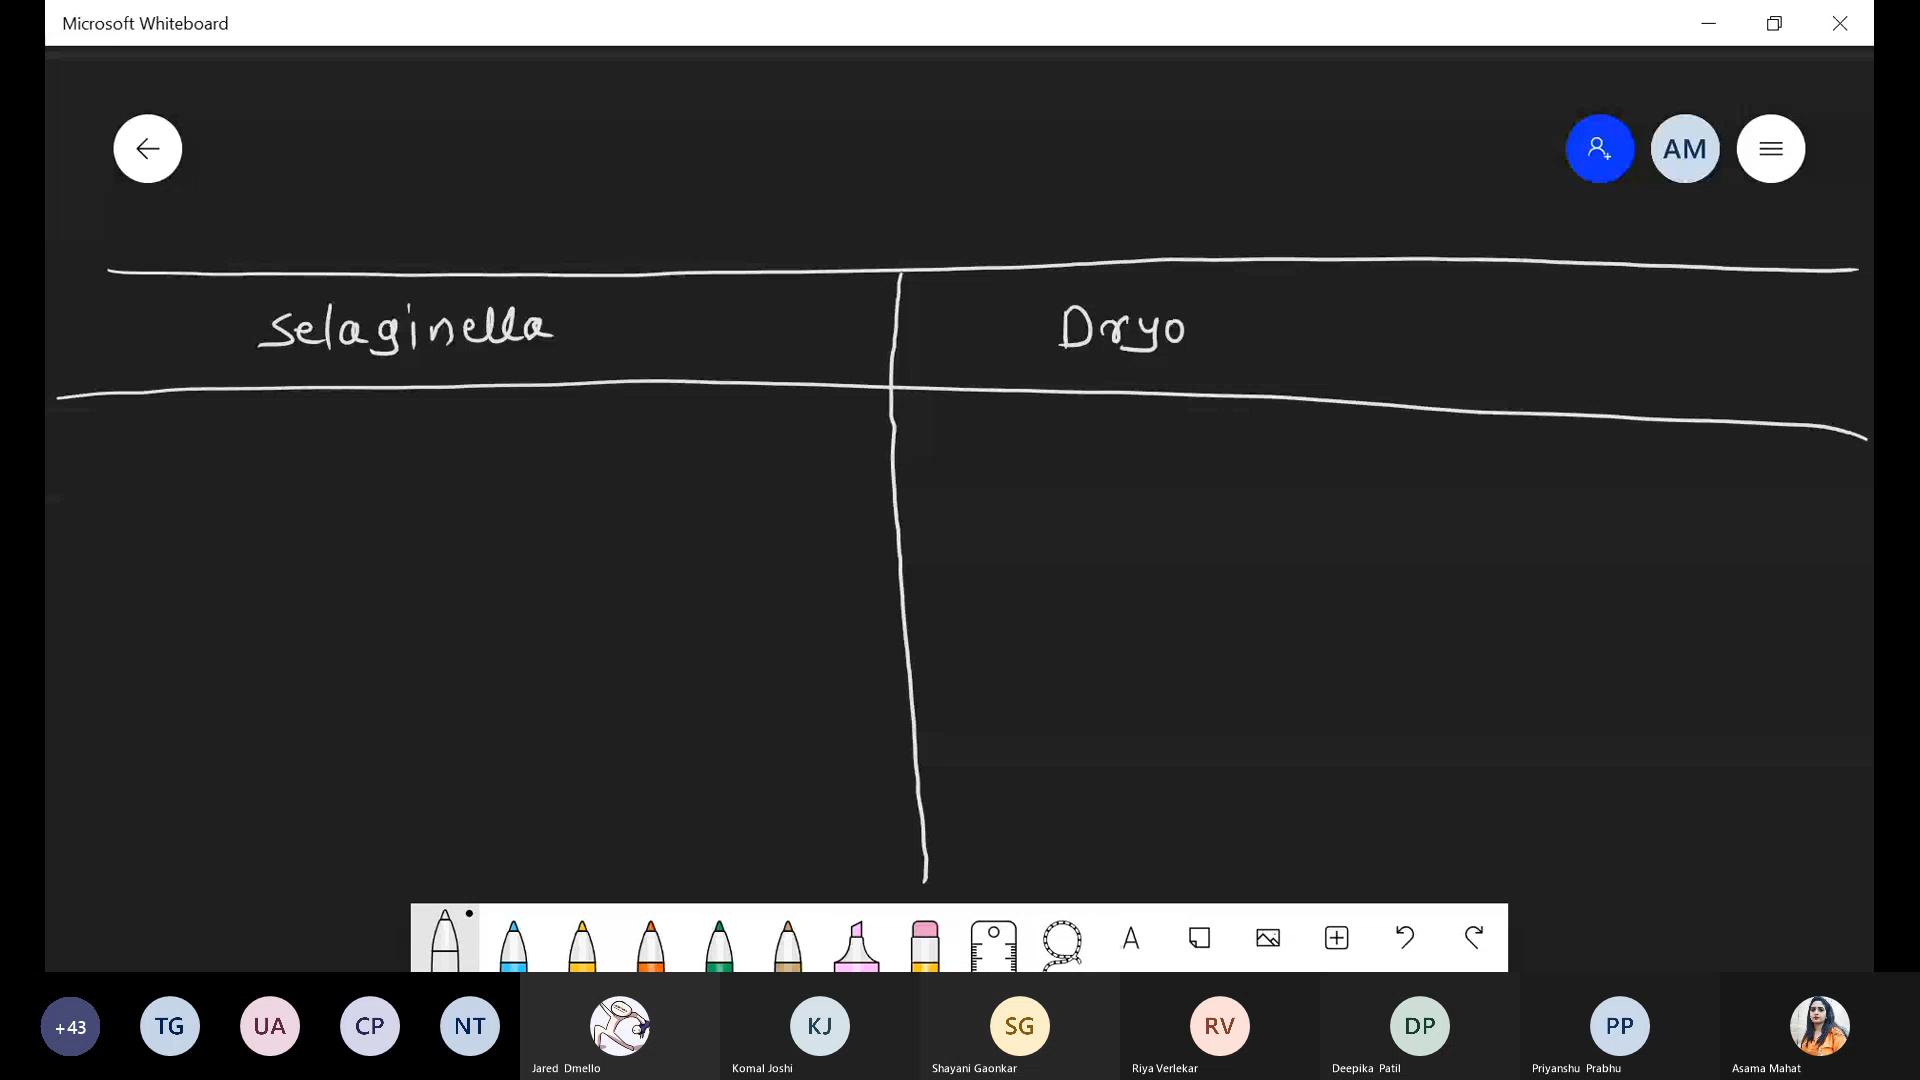 Microsoft Whiteboard
AM
Selaginella
Dryo
A
+43
TG
UA
CP
NT
KJ
SG
RV
DP
PP
Jared Dmello
Komal Joshi
Shayani Gaonkar
Riya Verlekar
Deepika Patil
Priyanshu Prabhu
Asama Mahat